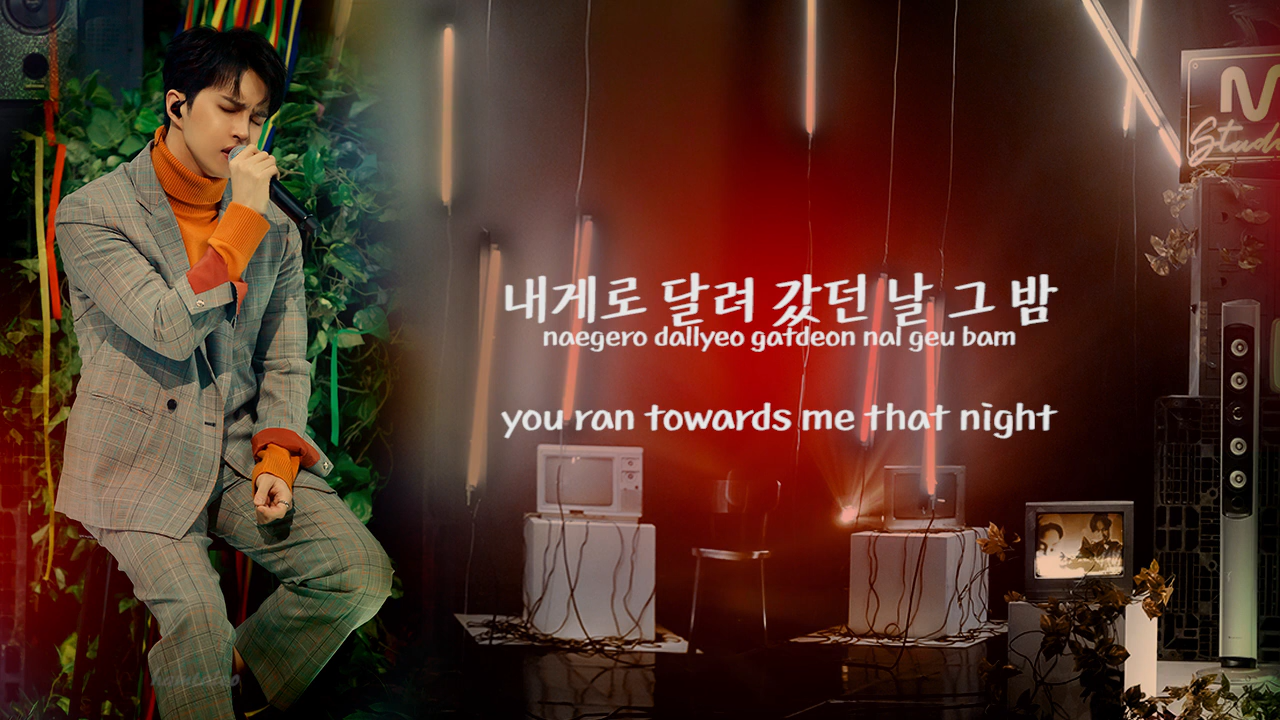 내게로 달려 갔던 날 그 밤
naegero dallyeo gatdeon nal geu bam
you ran towards me that night
M